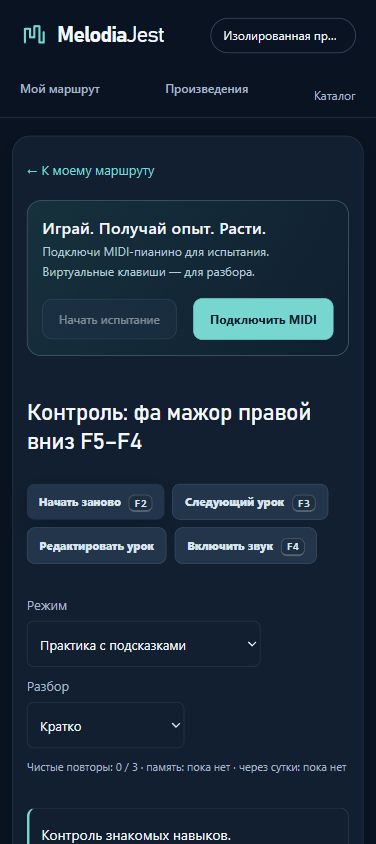 MelodiaJest
Изолированная пр...
Мой маршрут
Произведения
Каталог
← К моему маршруту
Играй. Получай опыт. Расти.
Подключи MIDI-пианино для испытания.
Виртуальные клавиши — для разбора.
Начать испытание
Подключить MIDI
Контроль: фа мажор правой
вниз F5–F4
Начать заново F2
Следующий урок F3
Редактировать урок
Включить звук F4
Режим
Практика с подсказками
Разбор
Кратко
Чистые повторы: 0 / 3 · память: пока нет · через сутки: пока нет
Контроль знакомых навыков.